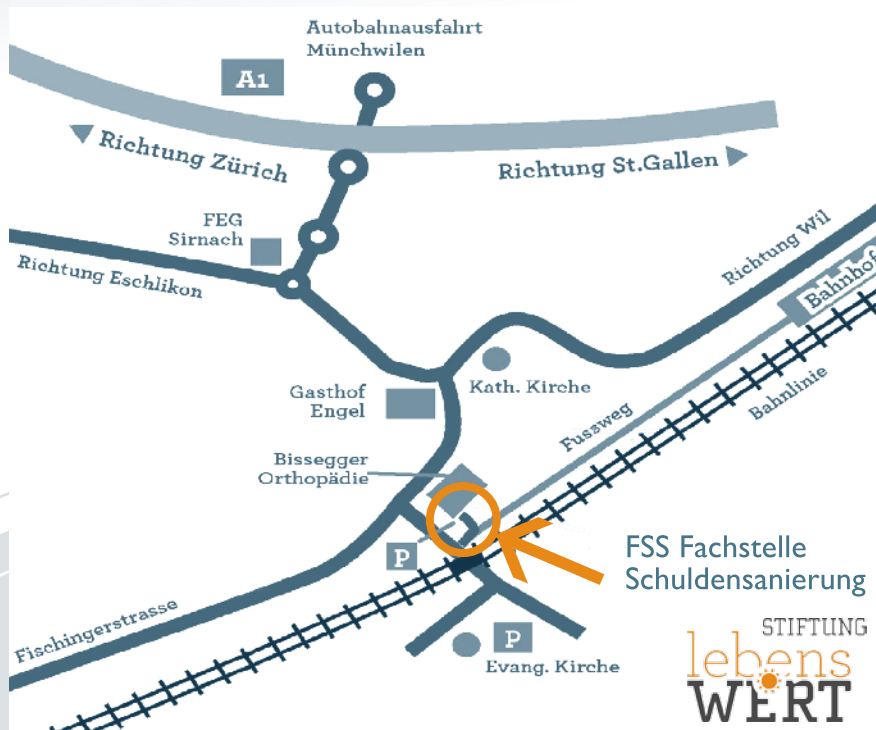 Autobahnausfahrt
Münchwilen
A1
Richtung Zürich
Richtung St.Gallen
FEG
Sirnach
Richtung Eschlikon
Richtung Wil
Bahnhof
Gasthof
Engel
Kath. Kirche
Fussweg
Bahnlinie
Bissegger
Orthopädie
P
FSS Fachstelle
Schuldensanierung
Fischingerstrasse
P
Evang. Kirche
STIFTUNG
lebens
WERT